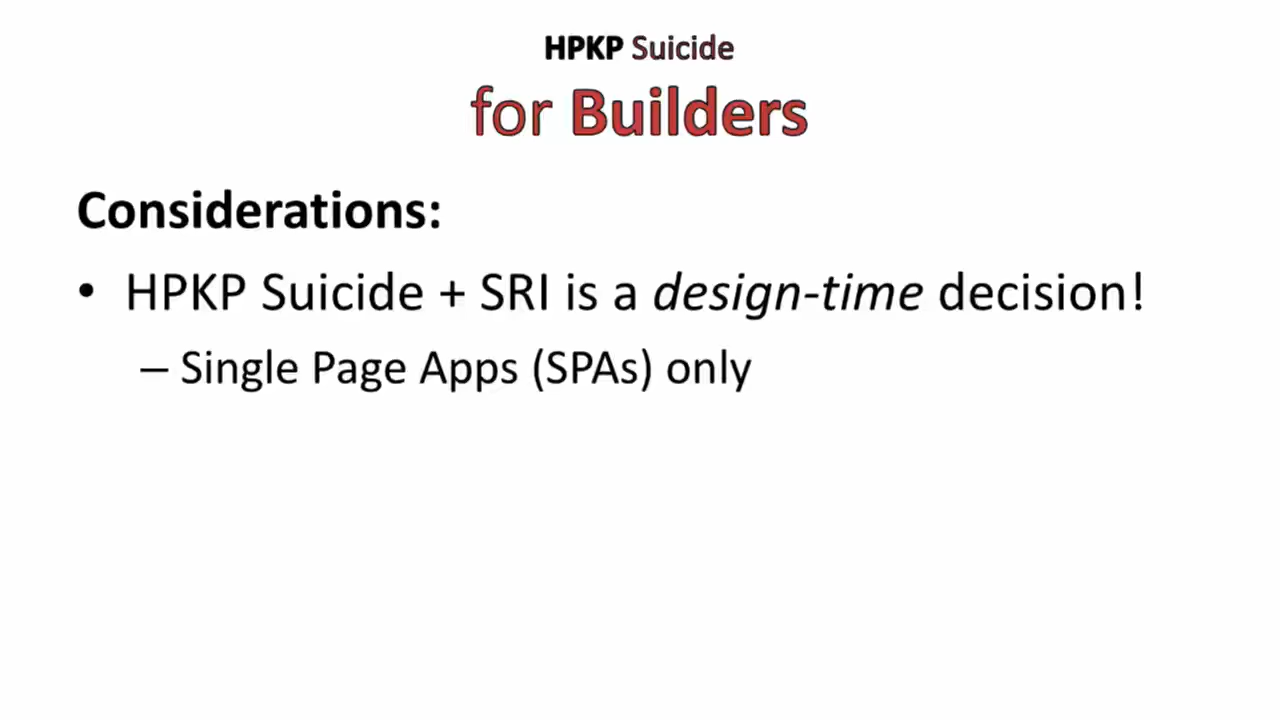 HPKP Suicide
for Builders
Considerations:
• HPKP Suicide + SRI is a design-time decision!
– Single Page Apps (SPAs) only